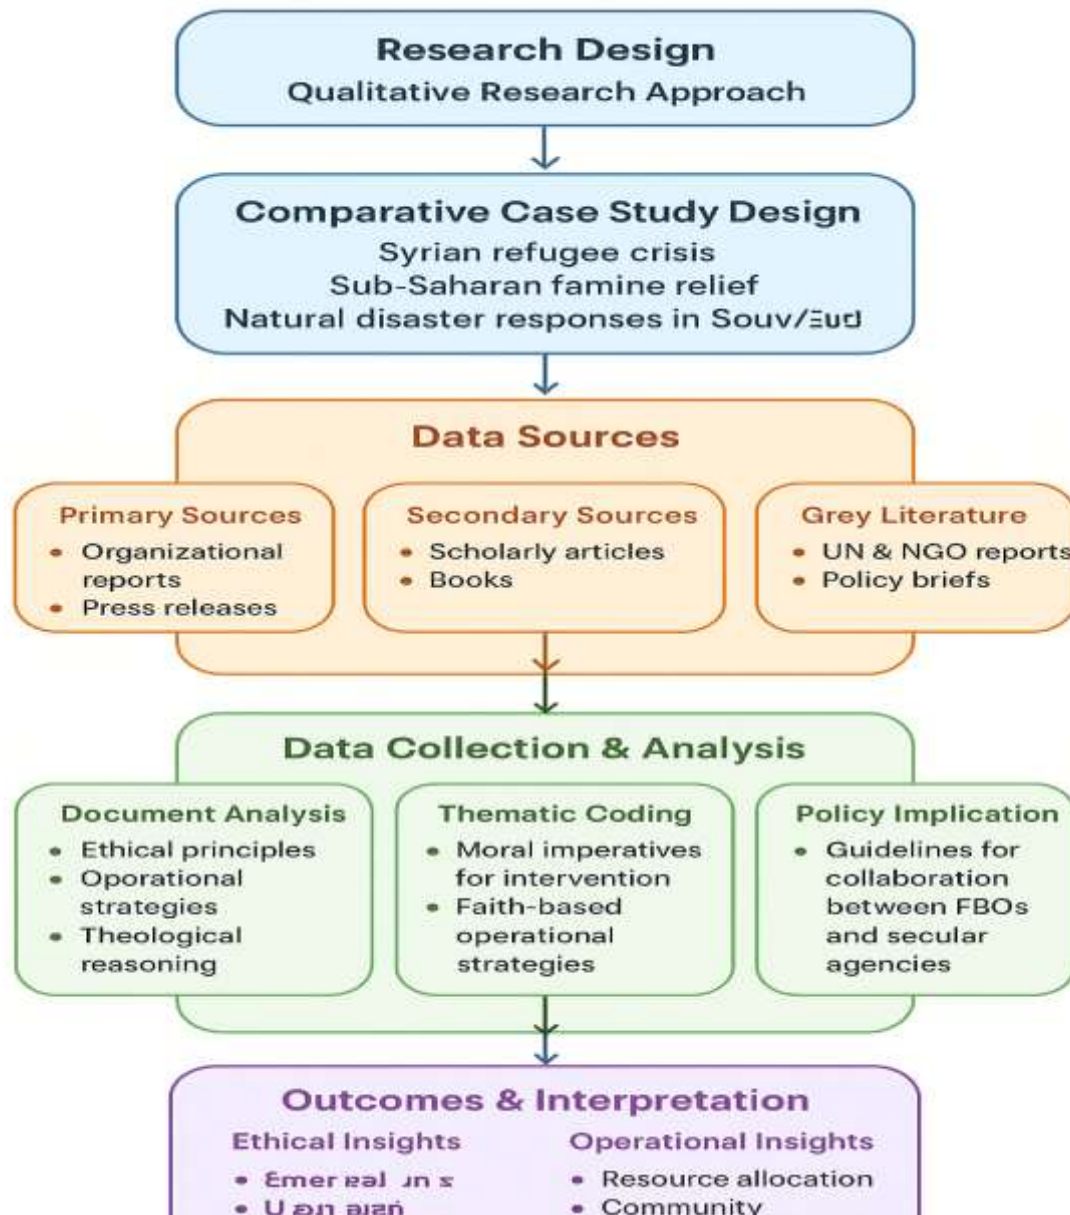 Research Design
Qualitative Research Approach
Comparative Case Study Design
Syrian refugee crisis
Sub-Saharan famine relief
Natural disaster responses in
Data Sources
Primary Sources
• Organizational
reports
• Press releases
Secondary Sources
• Scholarly articles
• Books
Grey Literature
• UN & NGO reports
• Policy briefs
Data Collection & Analysis
Document Analysis
• Ethical principles
• Oporational
strategies
• Theological
reasoning
Thematic Coding
• Moral imperatives
for intervention
• Faith-based
operational
strategies
Policy Implication
• Guidelines for
collaboration
between FBOs
and secular
agencies
Outcomes & Interpretation
Ethical Insights
Operational Insights
• Resource allocation
• Community